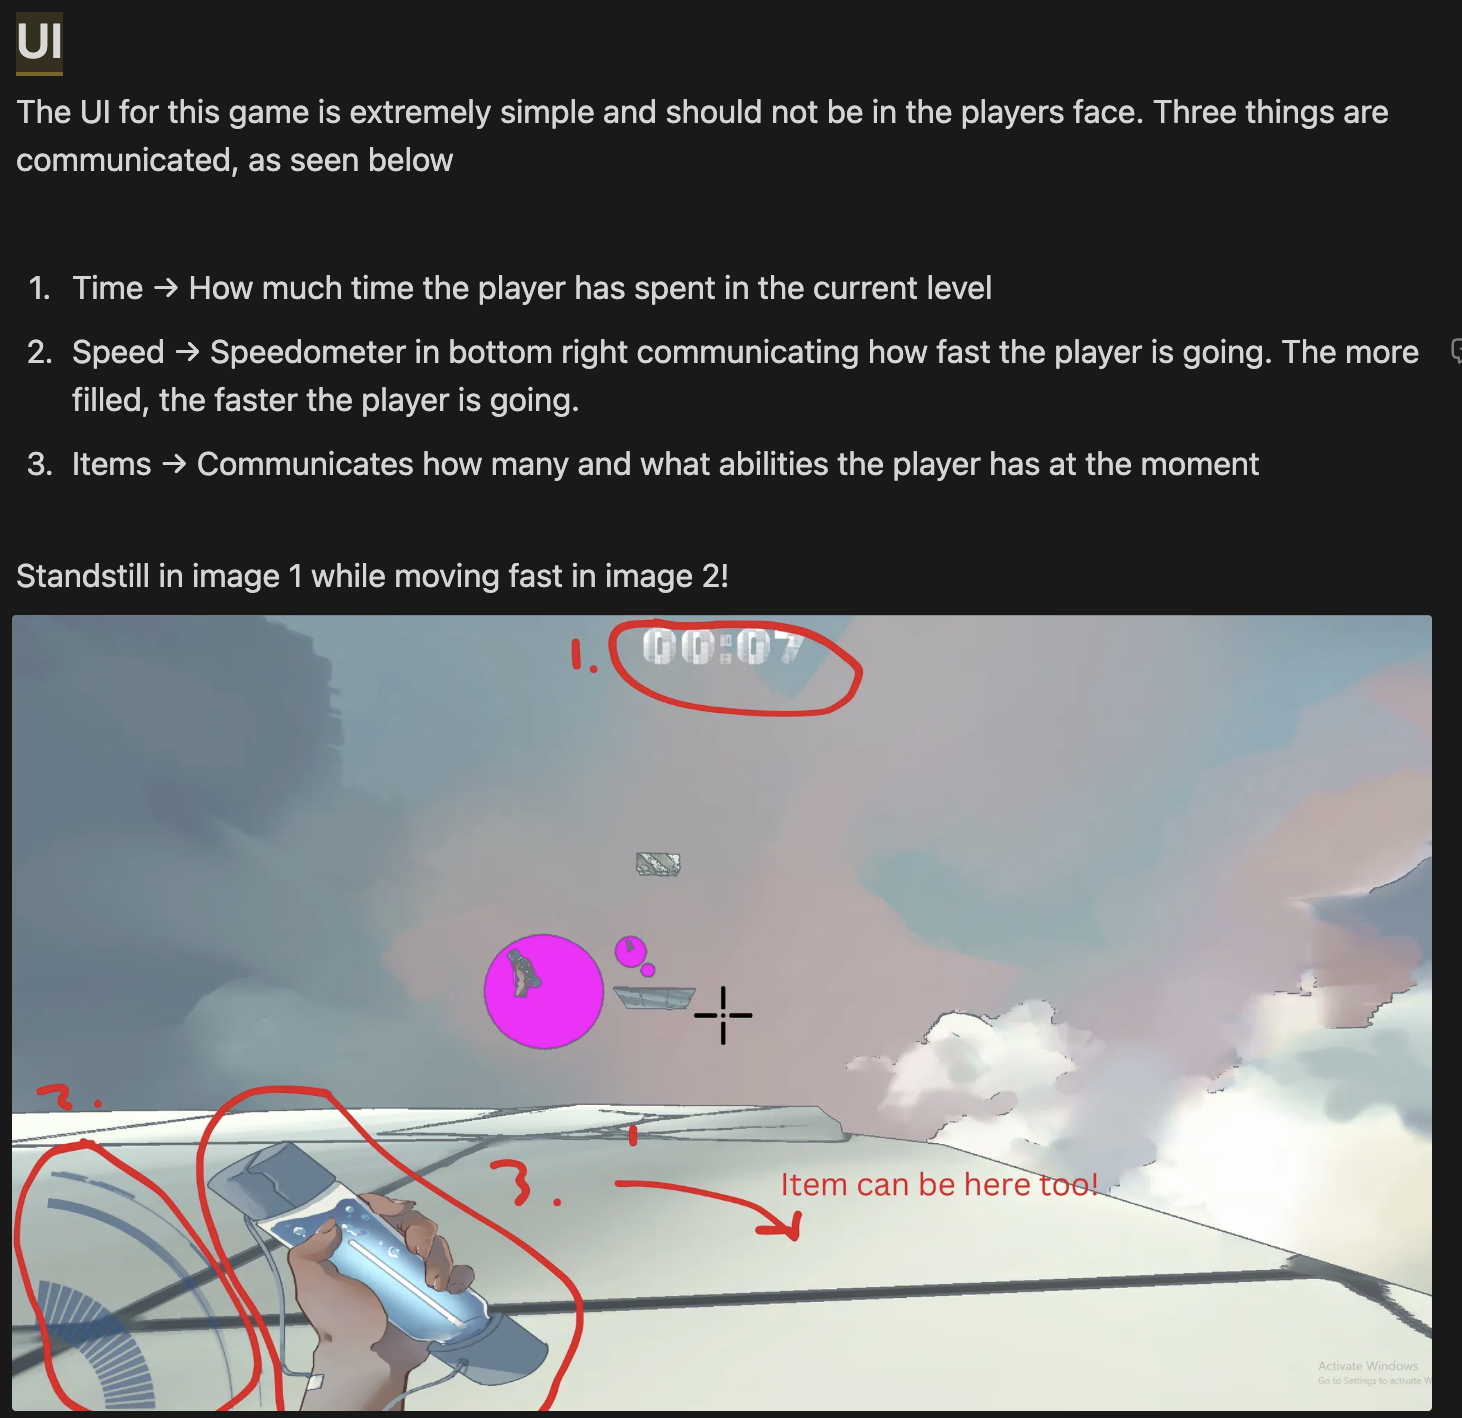 UI
The UI for this game is extremely simple and should not be in the players face. Three things are
communicated, as seen below
1. Time → How much time the player has spent in the current level
2. Speed → Speedometer in bottom right communicating how fast the player is going. The more
filled, the faster the player is going.
3. Items → Communicates how many and what abilities the player has at the moment
Standstill in image 1 while moving fast in image 2!
1. 00:07
2.
3.
Item can be here too!
Activate Windows
Go to Settings to activate W